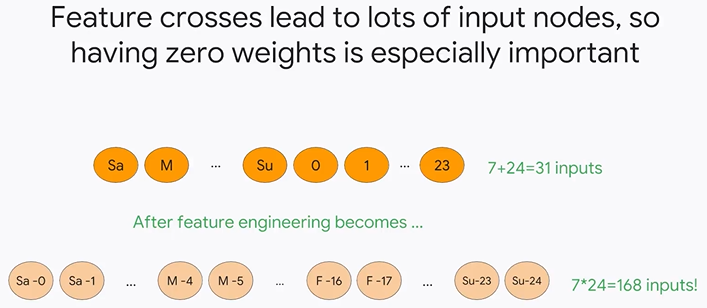 Feature crosses lead to lots of input nodes, so
having zero weights is especially important
Sa M ... Su 0 1 ... 23 7+24=31 inputs
After feature engineering becomes ...
Sa -0 Sa -1 ... M -4 M -5 ... F -16 F -17 ... Su-23 Su-24 7*24=168 inputs!